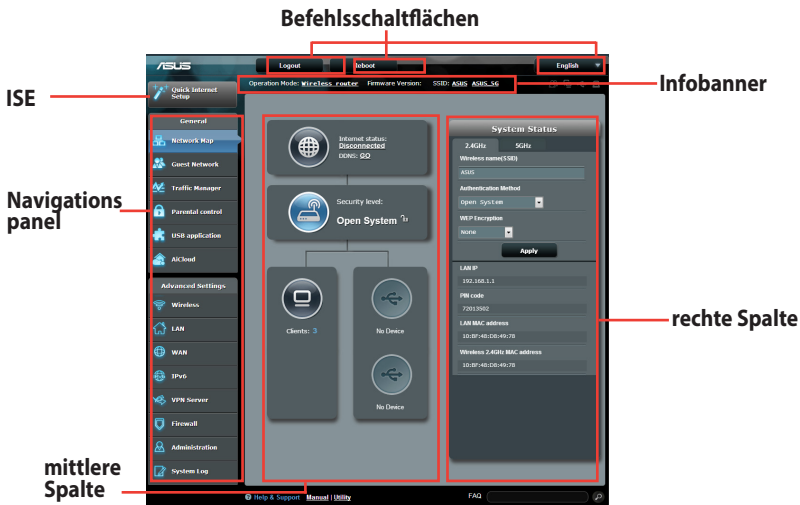 Befehlsschaltflächen
ASUS
Logout
Reboot
English
Operation Mode: Wireless router Firmware Version: SSID: ASUS ASUS_5G
Infobanner
ISE
Quick Internet
Setup
General
Network Map
Guest Network
Traffic Manager
Parental control
USB application
AiCloud
Advanced Settings
Wireless
LAN
WAN
IPv6
VPN Server
Firewall
Administration
System Log
Navigations
panel
Internet status:
Disconnected
DDNS: GO
Security level:
Open System
Clients: 3
No Device
No Device
System Status
2.4GHz 5GHz
Wireless name(SSID)
ASUS
Authentication Method
Open System
WEP Encryption
None
Apply
LAN IP
192.168.1.1
PIN code
72013502
LAN MAC address
10:BF:48:D8:49:78
Wireless 2.4GHz MAC address
10:BF:48:D8:49:78
rechte Spalte
mittlere
Spalte
Help & Support Manual | Utility
FAQ